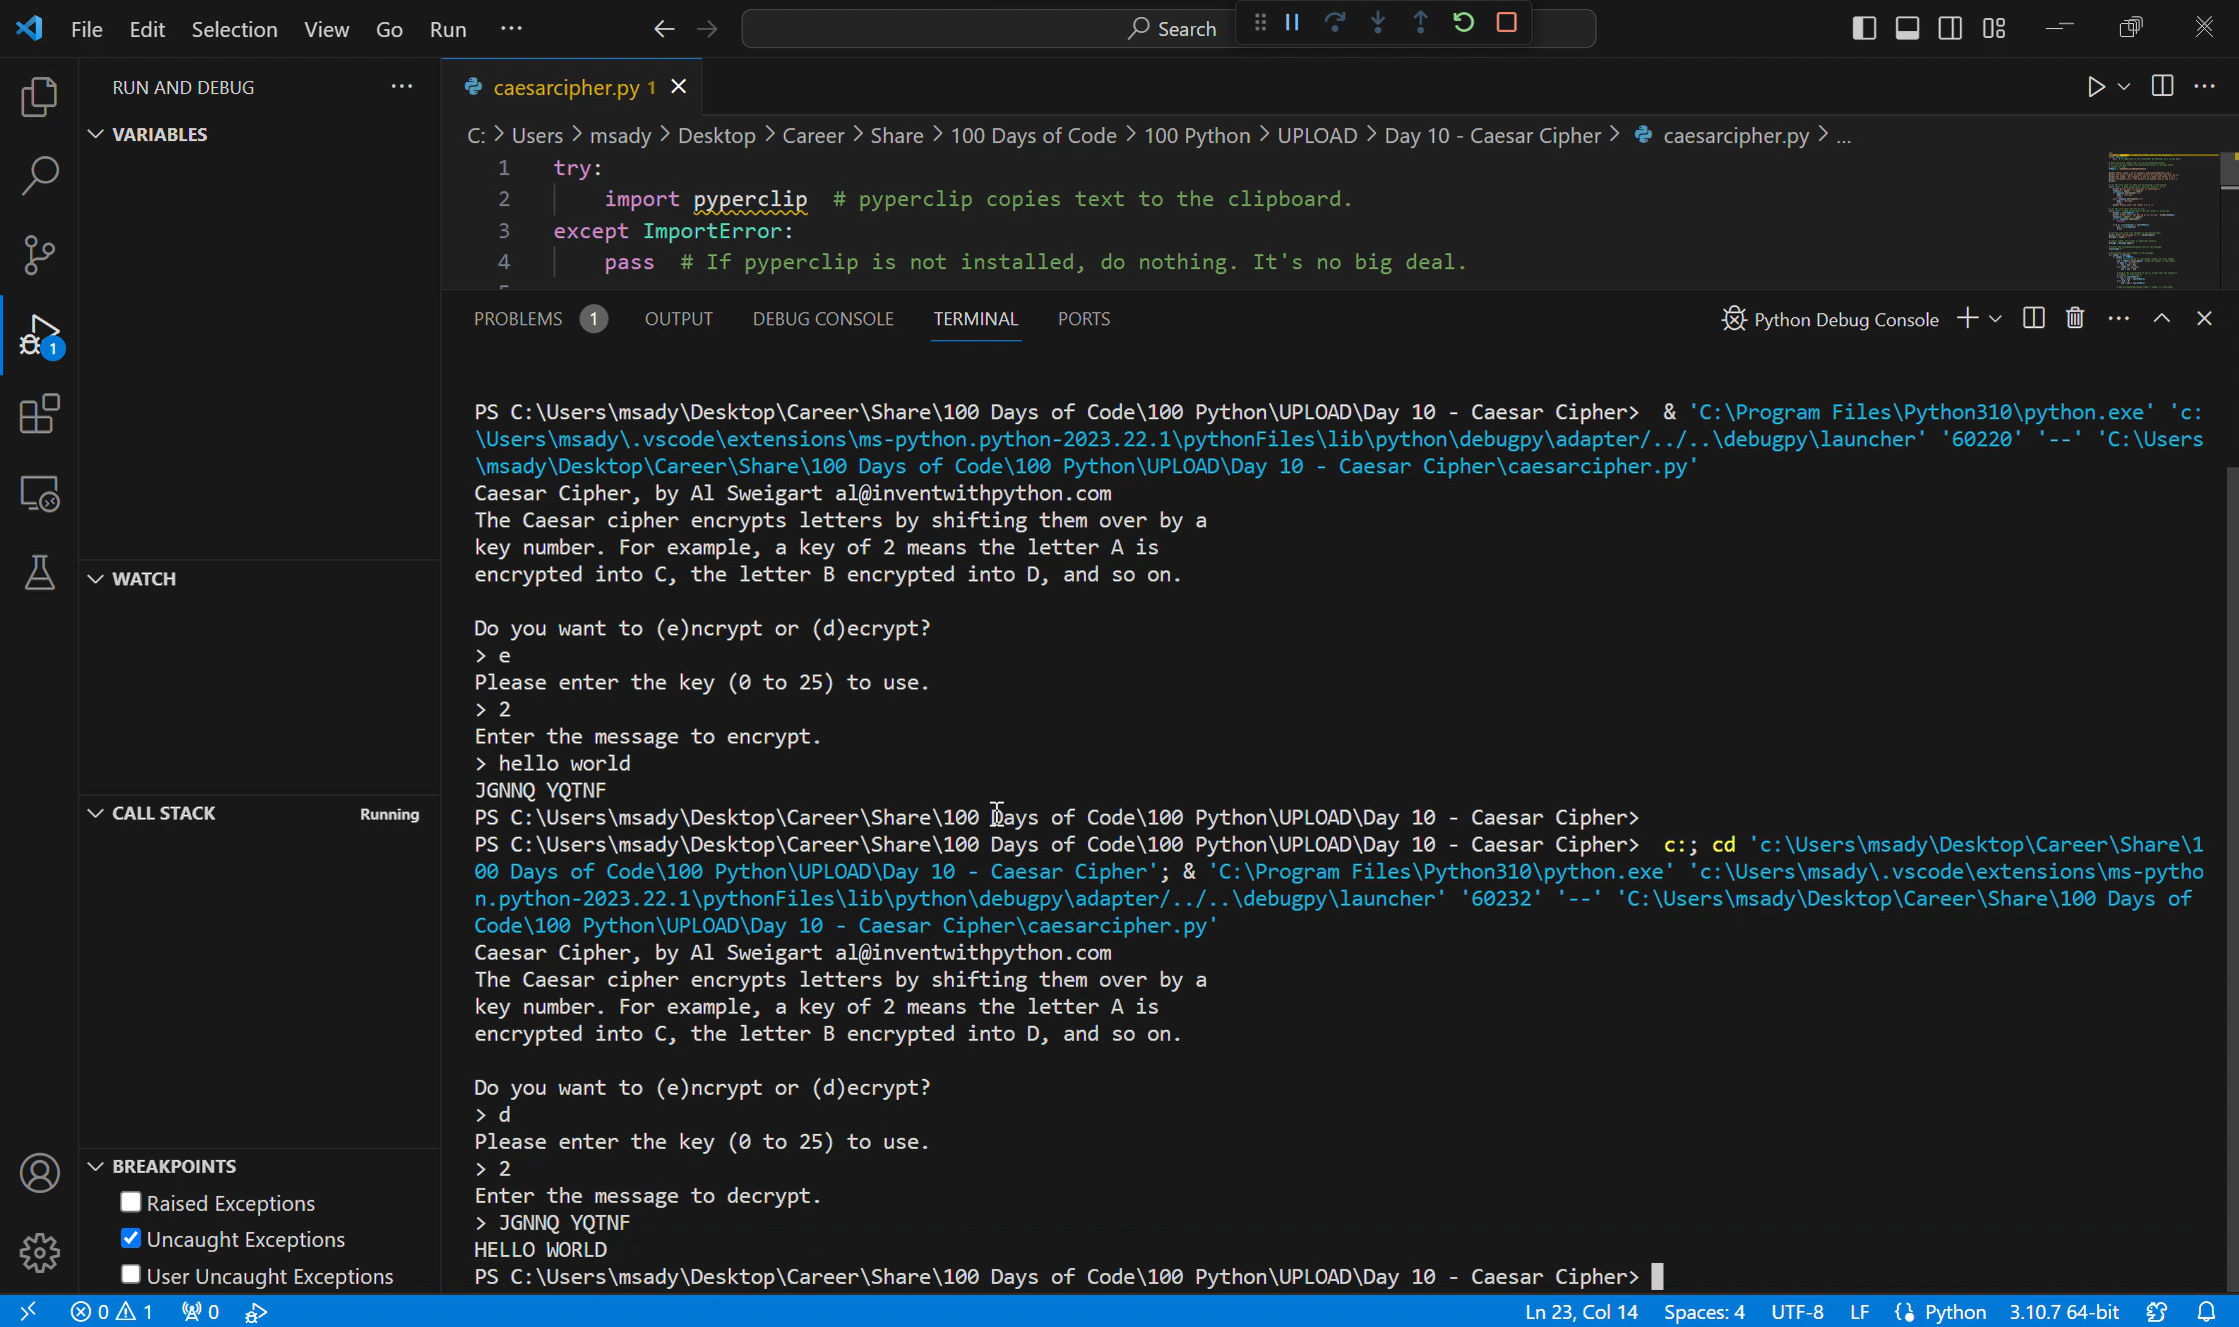 File Edit Selection View Go Run ··· Search
RUN AND DEBUG ···
VARIABLES
WATCH
CALL STACK Running
BREAKPOINTS
Raised Exceptions
Uncaught Exceptions
User Uncaught Exceptions
1
caesarcipher.py 1
C: > Users > msady > Desktop > Career > Share > 100 Days of Code > 100 Python > UPLOAD > Day 10 - Caesar Cipher > caesarcipher.py > ...
1 try:
2 import pyperclip # pyperclip copies text to the clipboard.
3 except ImportError:
4 pass # If pyperclip is not installed, do nothing. It's no big deal.
PROBLEMS 1 OUTPUT DEBUG CONSOLE TERMINAL PORTS Python Debug Console
PS C:\Users\msady\Desktop\Career\Share\100 Days of Code\100 Python\UPLOAD\Day 10 - Caesar Cipher> & 'C:\Program Files\Python310\python.exe' 'c:
\Users\msady\.vscode\extensions\ms-python.python-2023.22.1\pythonFiles\lib\python\debugpy\adapter/../..\debugpy\launcher' '60220' '--' 'C:\Users
\msady\Desktop\Career\Share\100 Days of Code\100 Python\UPLOAD\Day 10 - Caesar Cipher\caesarcipher.py'
Caesar Cipher, by Al Sweigart al@inventwithpython.com
The Caesar cipher encrypts letters by shifting them over by a
key number. For example, a key of 2 means the letter A is
encrypted into C, the letter B encrypted into D, and so on.
Do you want to (e)ncrypt or (d)ecrypt?
> e
Please enter the key (0 to 25) to use.
> 2
Enter the message to encrypt.
> hello world
JGNNQ YQTNF
PS C:\Users\msady\Desktop\Career\Share\100 Days of Code\100 Python\UPLOAD\Day 10 - Caesar Cipher>
PS C:\Users\msady\Desktop\Career\Share\100 Days of Code\100 Python\UPLOAD\Day 10 - Caesar Cipher> c:; cd 'c:\Users\msady\Desktop\Career\Share\1
00 Days of Code\100 Python\UPLOAD\Day 10 - Caesar Cipher'; & 'C:\Program Files\Python310\python.exe' 'c:\Users\msady\.vscode\extensions\ms-pytho
n.python-2023.22.1\pythonFiles\lib\python\debugpy\adapter/../..\debugpy\launcher' '60232' '--' 'C:\Users\msady\Desktop\Career\Share\100 Days of
Code\100 Python\UPLOAD\Day 10 - Caesar Cipher\caesarcipher.py'
Caesar Cipher, by Al Sweigart al@inventwithpython.com
The Caesar cipher encrypts letters by shifting them over by a
key number. For example, a key of 2 means the letter A is
encrypted into C, the letter B encrypted into D, and so on.
Do you want to (e)ncrypt or (d)ecrypt?
> d
Please enter the key (0 to 25) to use.
> 2
Enter the message to decrypt.
> JGNNQ YQTNF
HELLO WORLD
PS C:\Users\msady\Desktop\Career\Share\100 Days of Code\100 Python\UPLOAD\Day 10 - Caesar Cipher>
0 1 0 Ln 23, Col 14 Spaces: 4 UTF-8 LF Python 3.10.7 64-bit